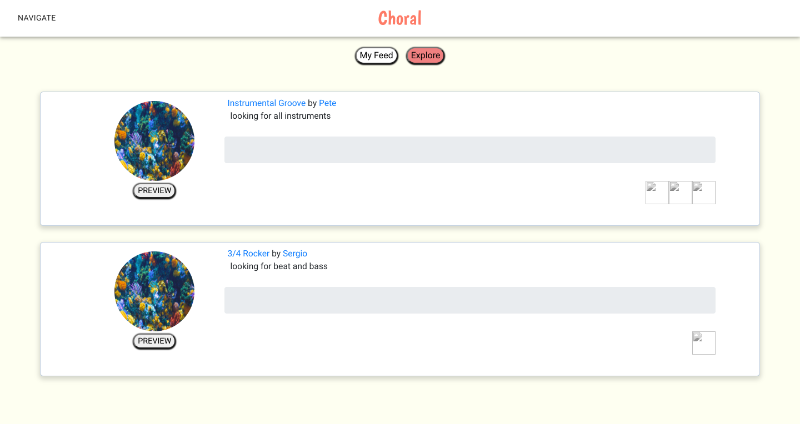 NAVIGATE
Choral
My Feed
Explore
Instrumental Groove by Pete
looking for all instruments
PREVIEW
3/4 Rocker by Sergio
looking for beat and bass
PREVIEW